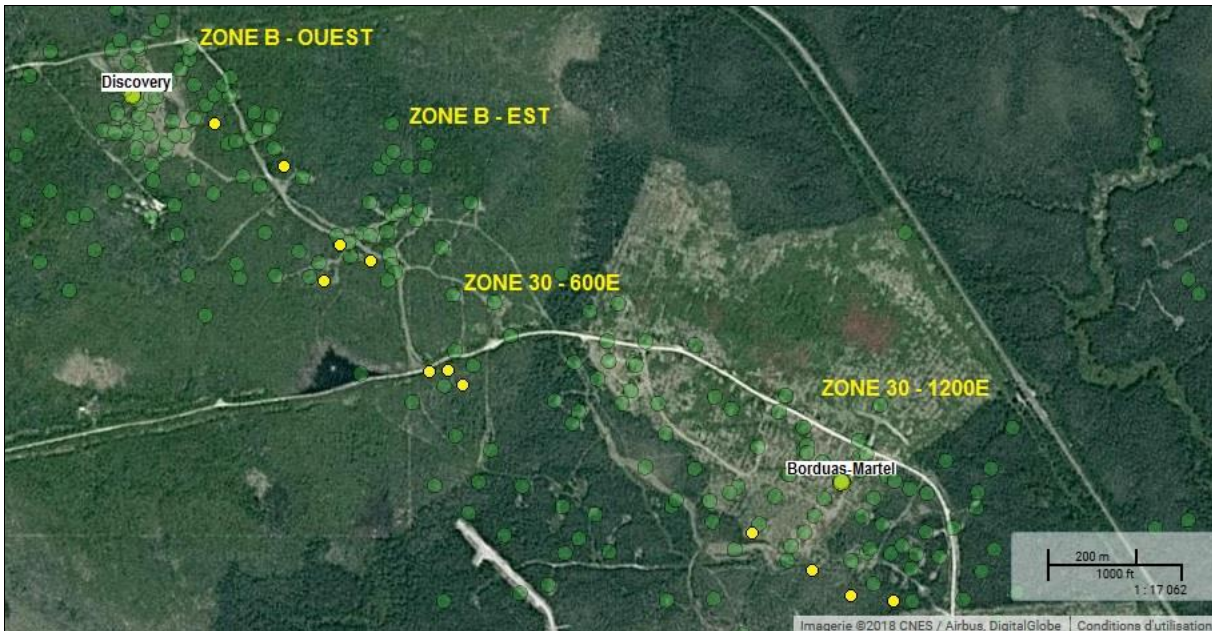 ZONE B - OUEST
Discovery
ZONE B - EST
ZONE 30 - 600E
ZONE 30 - 1200E
Borduas-Martel
200 m
1000 ft
1 : 17 062
Imagerie ©2018 CNES / Airbus, DigitalGlobe
Conditions d'utilisation